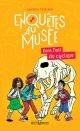 ENQUÊTES
AU
MUSÉE
Dans l'œil du cyclope